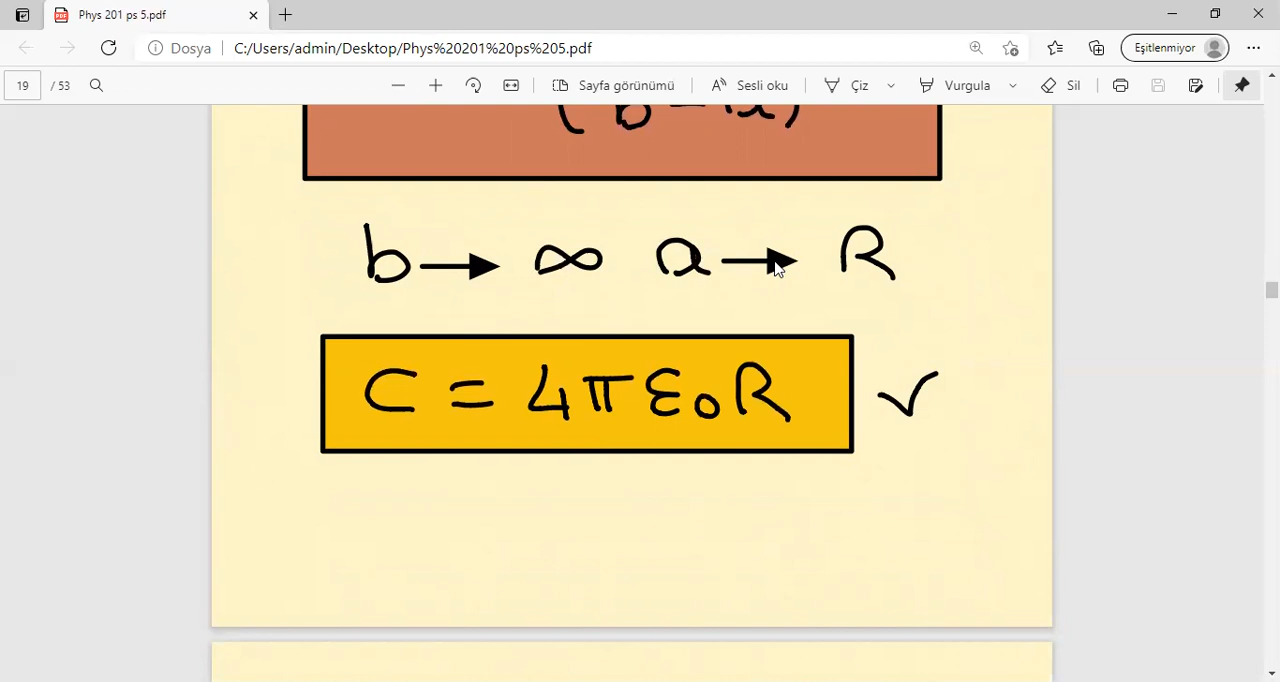 Phys 201 ps 5.pdf
Dosya
C:/Users/admin/Desktop/Phys%20201%20ps%205.pdf
Eşitlenmiyor
19 / 53
Sayfa görünümü
Sesli oku
Çiz
Vurgula
Sil
(b-a)
b → ∞ a → R
C = 4πε₀R ✓